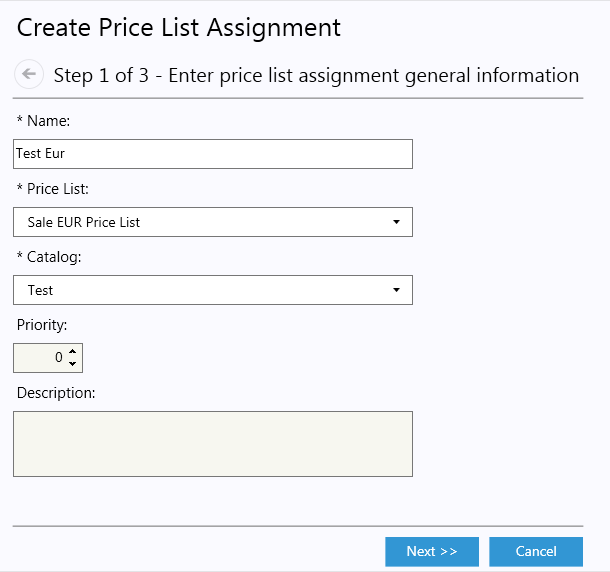 Create Price List Assignment
Step 1 of 3 - Enter price list assignment general information
* Name:
Test Eur
* Price List:
Sale EUR Price List
* Catalog:
Test
Priority:
0
Description:
Next >> Cancel